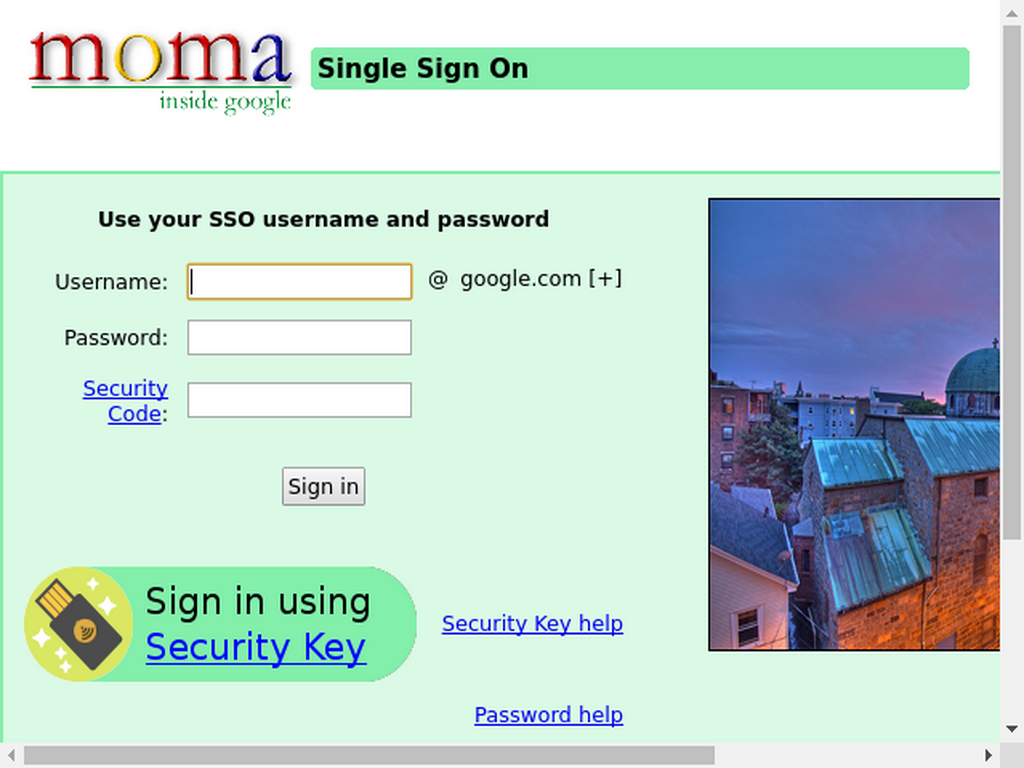 moma
inside google
Single Sign On
Use your SSO username and password
Username:
@ google.com [+]
Password:
Security
Code:
Sign in
Sign in using
Security Key
Security Key help
Password help